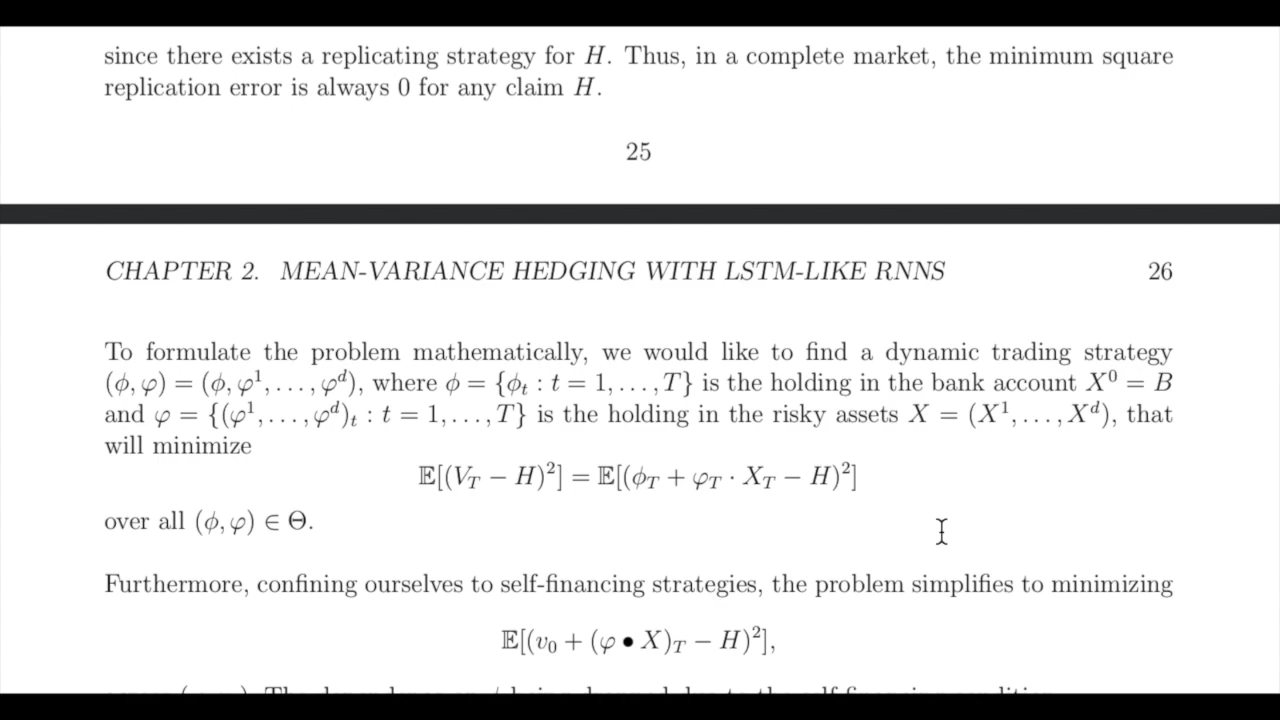 since there exists a replicating strategy for H. Thus, in a complete market, the minimum square
replication error is always 0 for any claim H.
25
CHAPTER 2. MEAN-VARIANCE HEDGING WITH LSTM-LIKE RNNS 26
To formulate the problem mathematically, we would like to find a dynamic trading strategy
(ϕ, φ) = (ϕ, φ¹, . . . , φᵈ), where ϕ = {ϕₜ : t = 1, . . . , T} is the holding in the bank account X⁰ = B
and φ = {(φ¹, . . . , φᵈ)ₜ : t = 1, . . . , T} is the holding in the risky assets X = (X¹, . . . , Xᵈ), that
will minimize
𝔼[(V_T − H)²] = 𝔼[(ϕ_T + φ_T · X_T − H)²]
over all (ϕ, φ) ∈ Θ.
Furthermore, confining ourselves to self-financing strategies, the problem simplifies to minimizing
𝔼[(v₀ + (φ • X)_T − H)²],